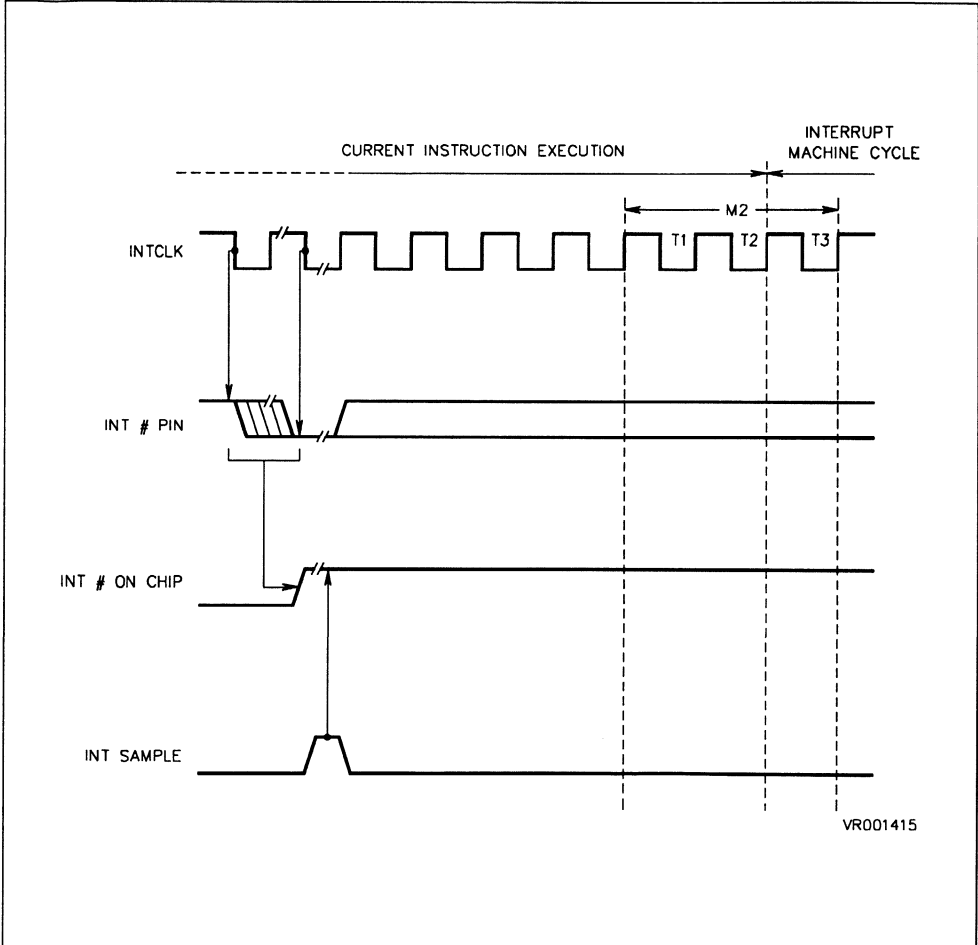 CURRENT INSTRUCTION EXECUTION
INTERRUPT
MACHINE CYCLE
M2
INTCLK
T1
T2
T3
INT # PIN
INT # ON CHIP
INT SAMPLE
VR001415